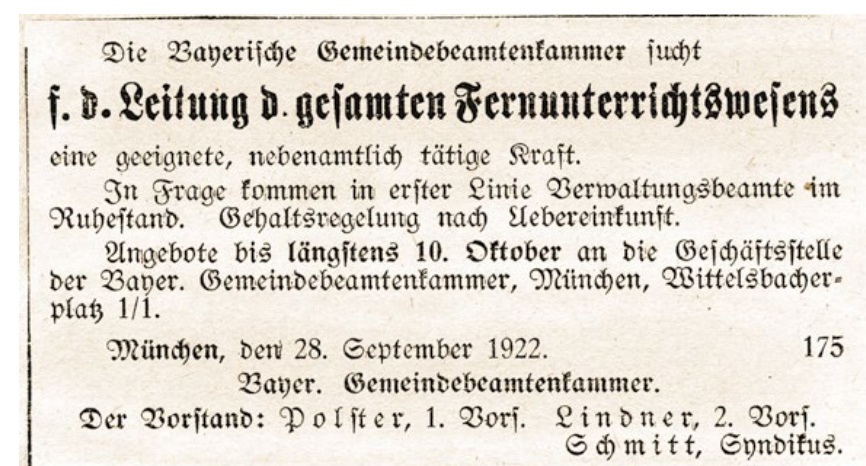 Die Bayerische Gemeindebeamtenkammer sucht
f. d. Leitung d. gesamten Fernunterrichtswesens
eine geeignete, nebenamtlich tätige Kraft.
In Frage kommen in erster Linie Verwaltungsbeamte im
Ruhestand. Gehaltsregelung nach Uebereinkunft.
Angebote bis längstens 10. Oktober an die Geschäftsstelle
der Bayer. Gemeindebeamtenkammer, München, Wittelsbacher-
platz 1/1.
München, den 28. September 1922. 175
Bayer. Gemeindebeamtenkammer.
Der Vorstand: Polster, 1. Vors. Lindner, 2. Vors.
Schmitt, Syndikus.